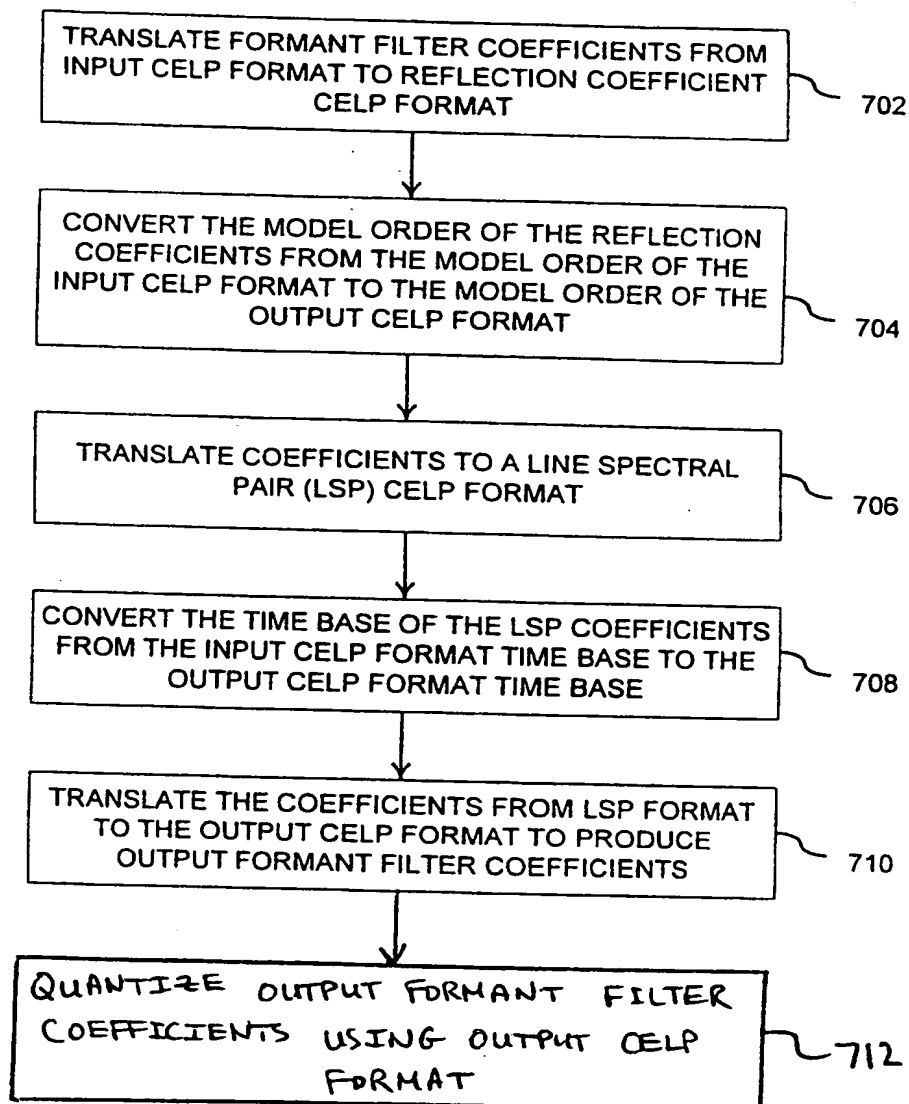 TRANSLATE FORMANT FILTER COEFFICIENTS FROM
INPUT CELP FORMAT TO REFLECTION COEFFICIENT
CELP FORMAT
702
CONVERT THE MODEL ORDER OF THE REFLECTION
COEFFICIENTS FROM THE MODEL ORDER OF THE
INPUT CELP FORMAT TO THE MODEL ORDER OF THE
OUTPUT CELP FORMAT
704
TRANSLATE COEFFICIENTS TO A LINE SPECTRAL
PAIR (LSP) CELP FORMAT
706
CONVERT THE TIME BASE OF THE LSP COEFFICIENTS
FROM THE INPUT CELP FORMAT TIME BASE TO THE
OUTPUT CELP FORMAT TIME BASE
708
TRANSLATE THE COEFFICIENTS FROM LSP FORMAT
TO THE OUTPUT CELP FORMAT TO PRODUCE
OUTPUT FORMANT FILTER COEFFICIENTS
710
QUANTIZE OUTPUT FORMANT FILTER
COEFFICIENTS USING OUTPUT CELP
FORMAT
712